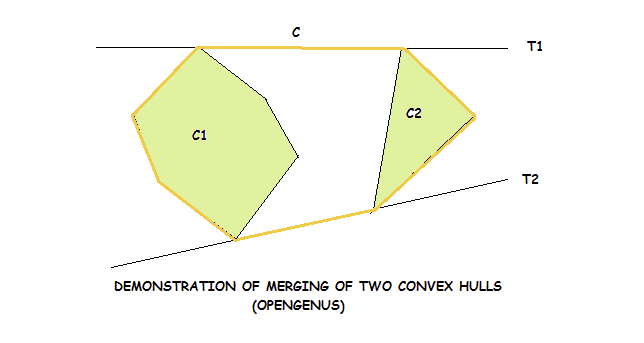 C
T1
C2
C1
T2
DEMONSTRATION OF MERGING OF TWO CONVEX HULLS
(OPENGENUS)